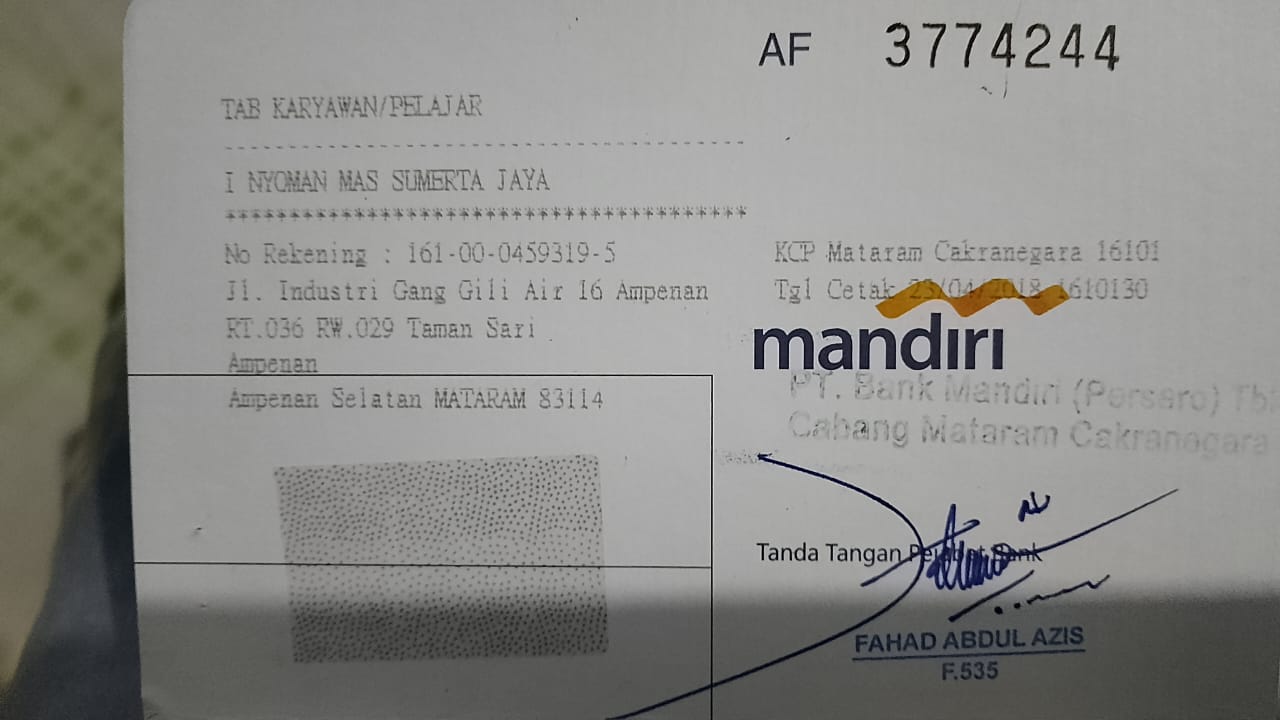 AF 3774244
TAB KARYAWAN/PELAJAR
I NYOMAN MAS SUMERTA JAYA
****************************************
No Rekening : 161-00-0459319-5
Jl. Industri Gang Gili Air 16 Ampenan
RT.036 RW.029 Taman Sari
Ampenan
Ampenan Selatan MATARAM 83114
KCP Mataram Cakranegara 16101
Tgl Cetak 23/04/2018 1610130
mandiri
PT. Bank Mandiri (Persero) Tb
Cabang Mataram Cakranegara
Tanda Tangan Pejabat Bank
FAHAD ABDUL AZIS
F.535